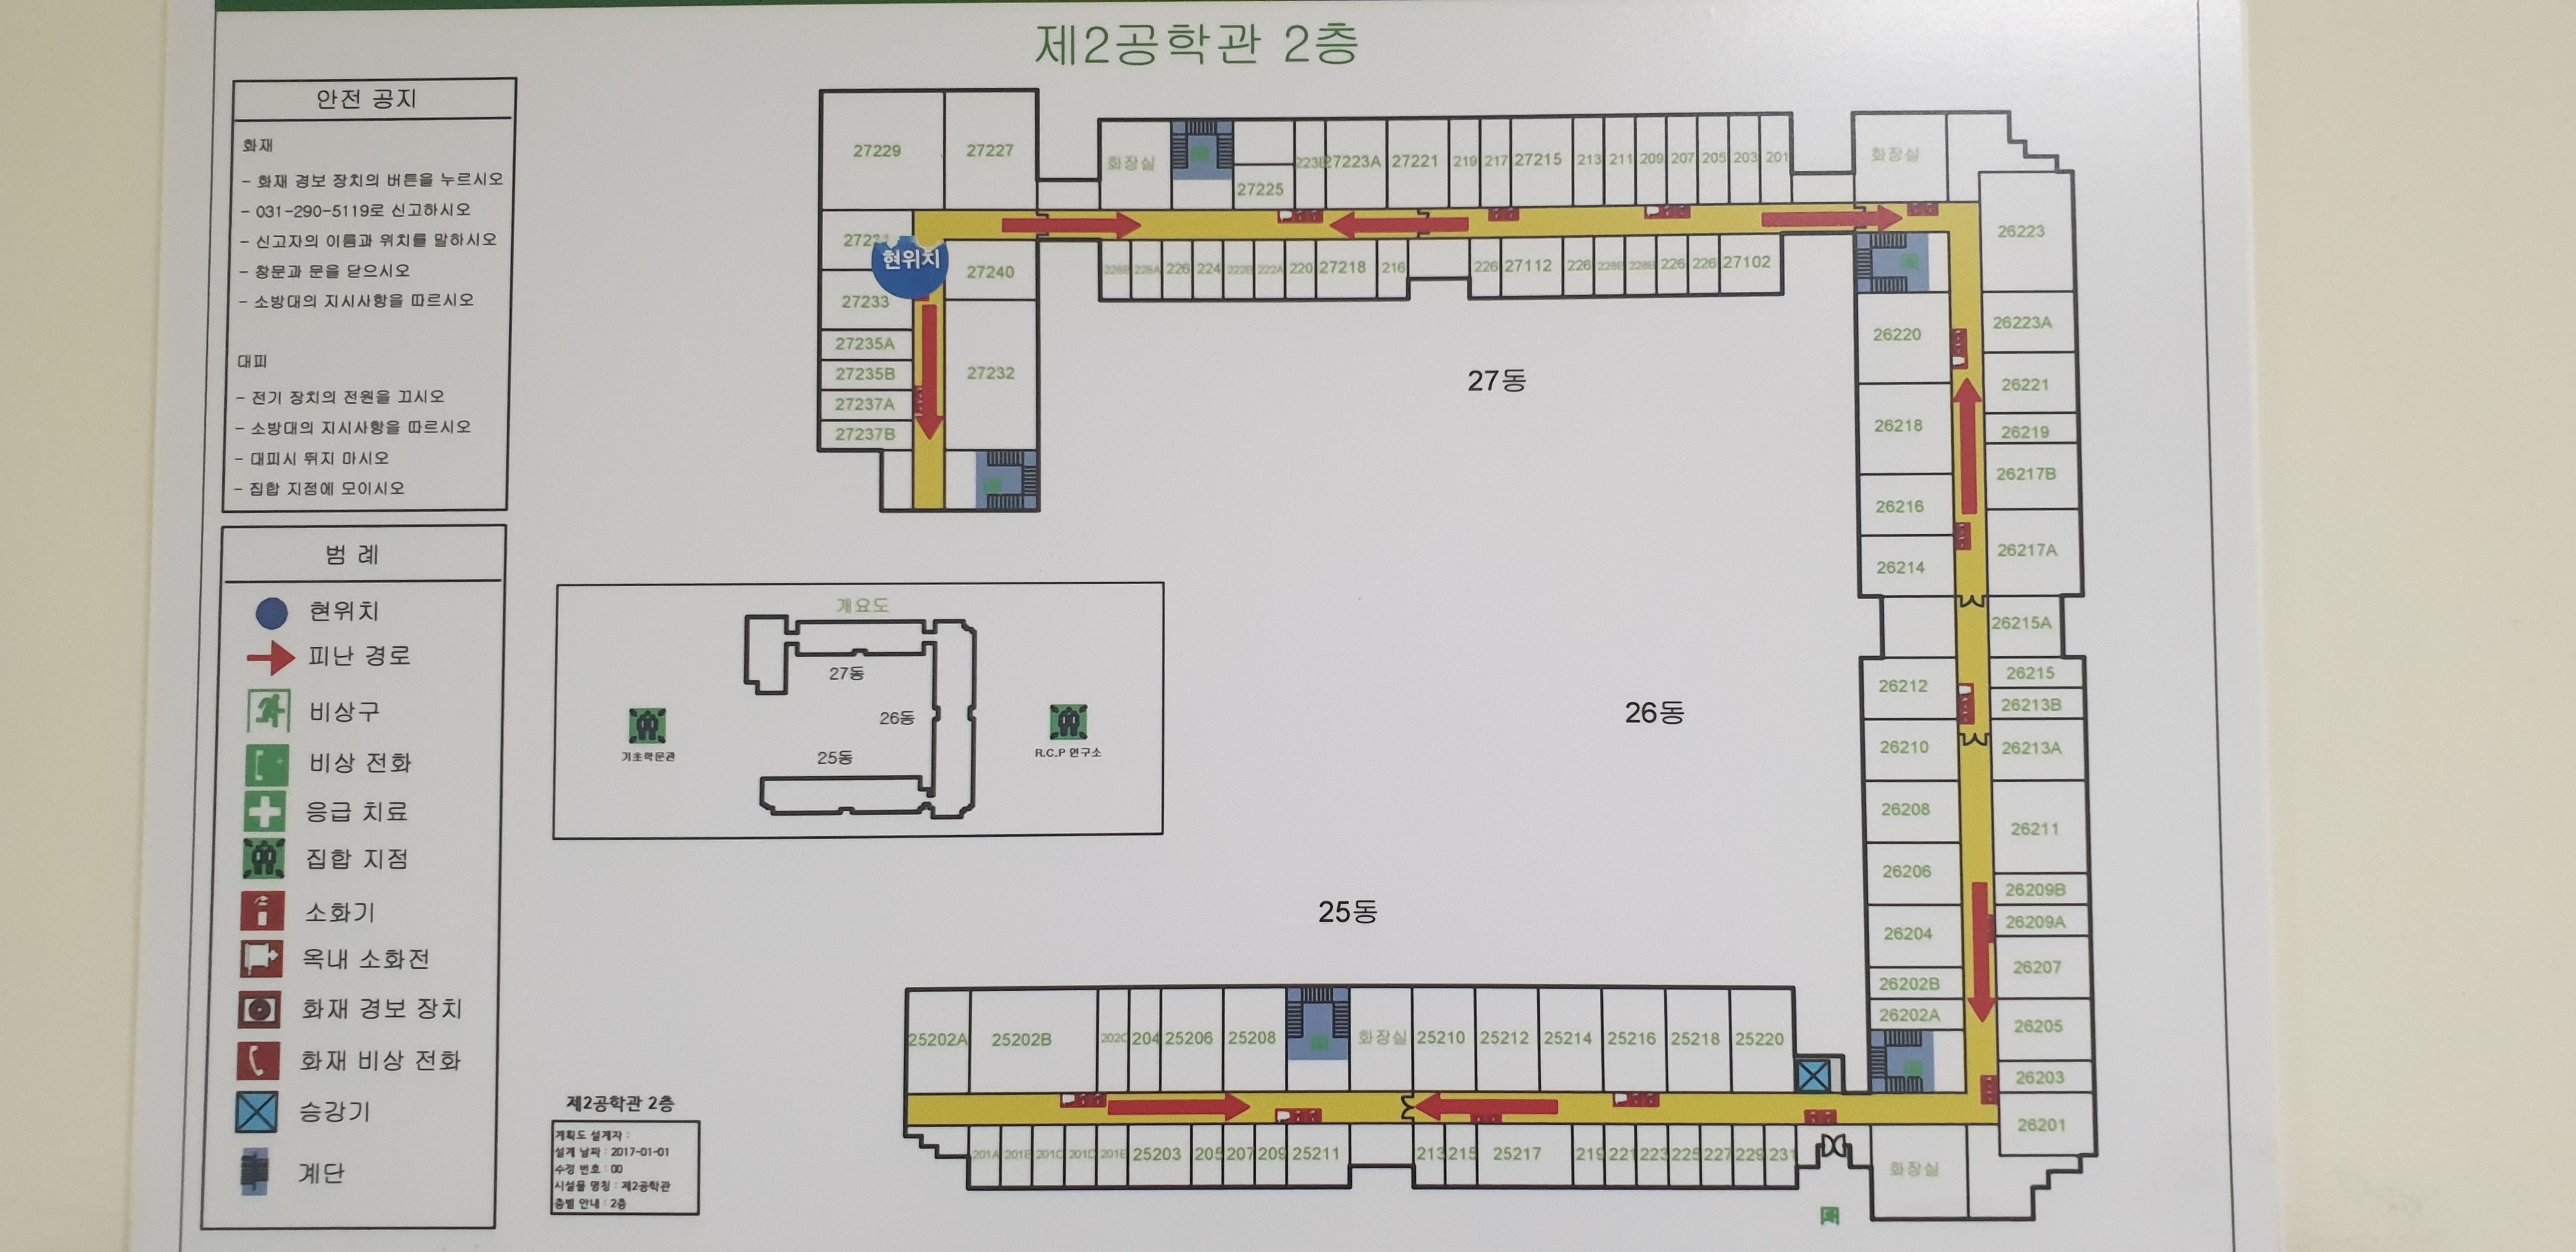 제2공학관 2층
안전 공지
화재
- 화재 경보 장치의 버튼을 누르시오
- 031-290-5119로 신고하시오
- 신고자의 이름과 위치를 말하시오
- 창문과 문을 닫으시오
- 소방대의 지시사항을 따르시오
대피
- 전기 장치의 전원을 끄시오
- 소방대의 지시사항을 따르시오
- 대피시 뛰지 마시오
- 집합 지점에 모이시오
범 례
현위치
피난 경로
비상구
비상 전화
응급 치료
집합 지점
소화기
옥내 소화전
화재 경보 장치
화재 비상 전화
승강기
계단
27229 27227
화장실 27225 27223A 27221 219 217 27215 213 211 209 207 205 203 201 화장실
현위치
27240
27233
27235A
27235B
27237A
27237B
27232
226 224 220 27218 216 226 27112 226 226 226 27102
27동
26223
26220 26223A
26221
26218 26219
26217B
26216
26217A
26214
26215A
26215
26212 26213B
26210 26213A
26208 26211
26206
26209B
26204 26209A
26207
26202B
26202A 26205
26203
26201
화장실
26동
개요도
27동
26동
25동
기초학문관
R.C.P 연구소
25동
25202A 25202B 202C 204 25206 25208 화장실 25210 25212 25214 25216 25218 25220
201A 201C 201D 25203 205 207 209 25211 213 215 25217 219 221 223 225 227 229 231
제2공학관 2층
계획도 설계자 :
설계 날짜 : 2017-01-01
수정 번호 : 00
시설물 명칭 : 제2공학관
층별 안내 : 2층